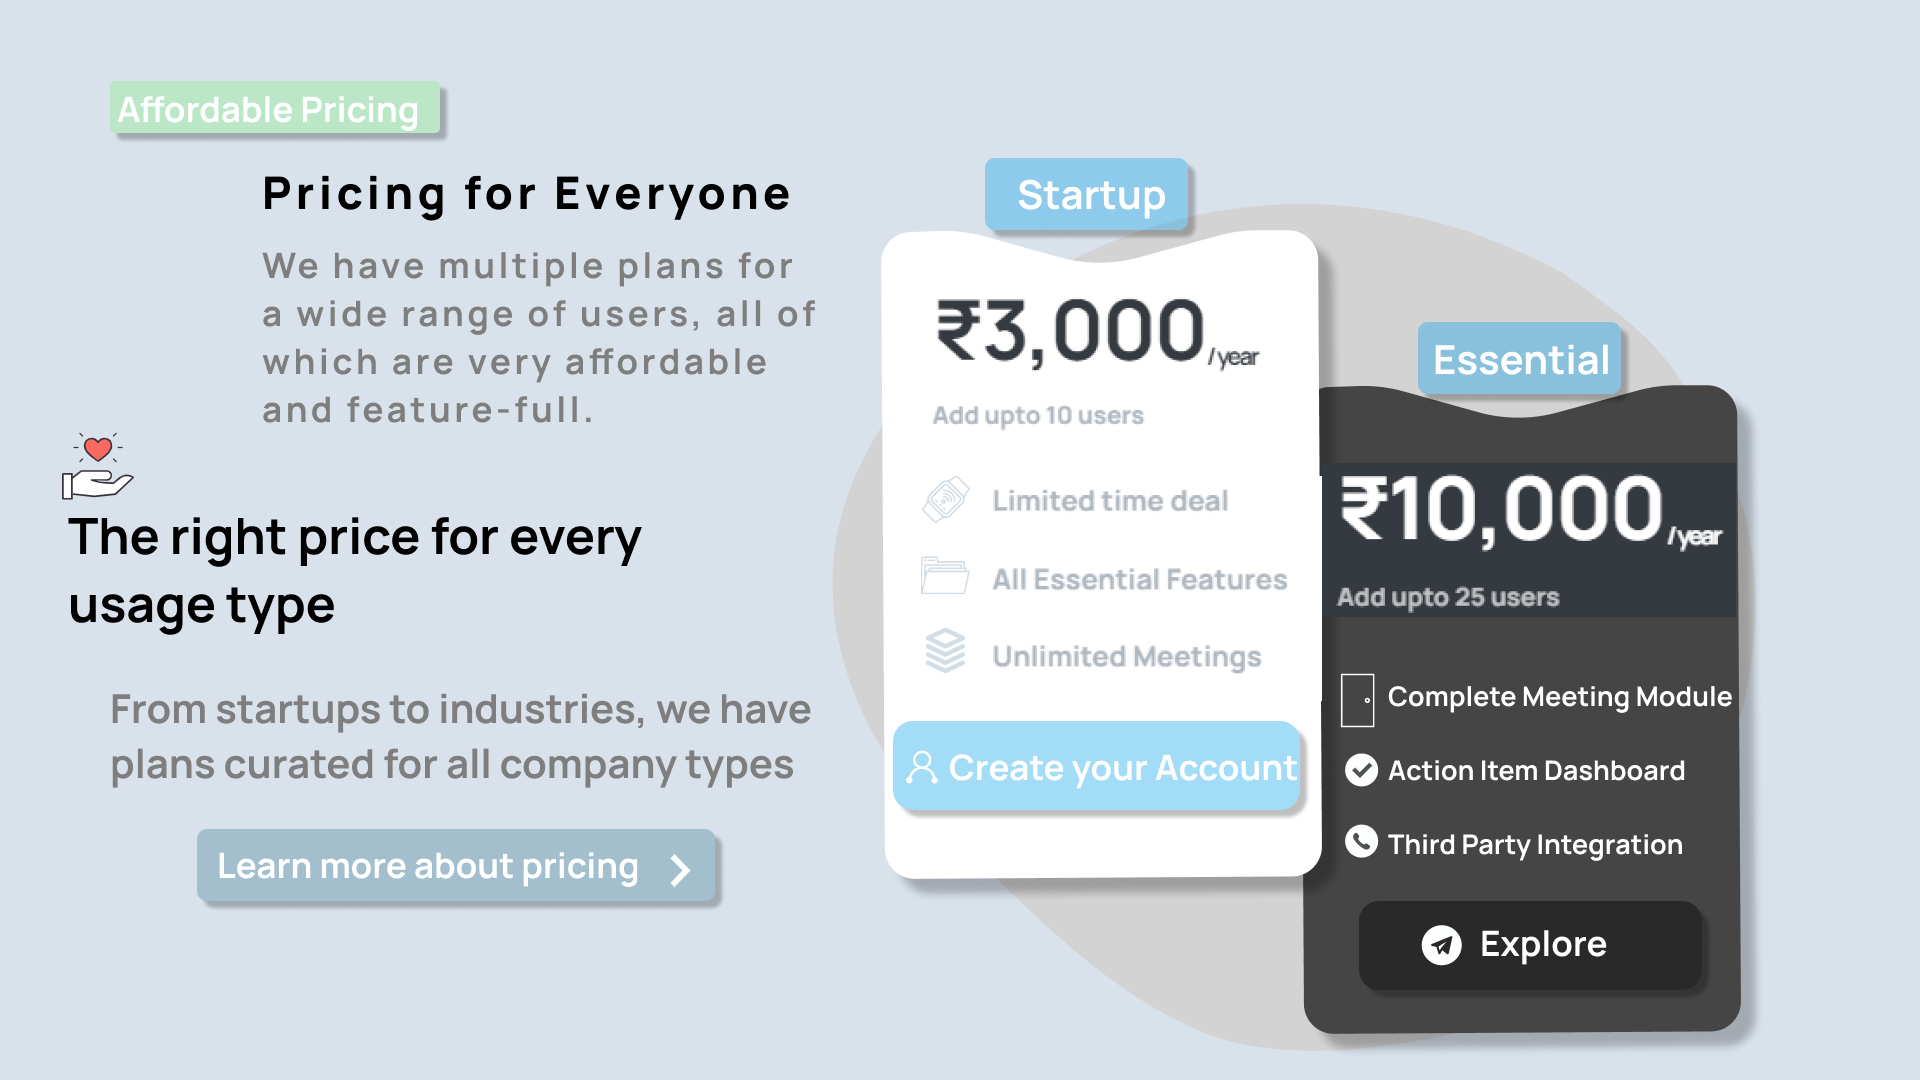 Affordable Pricing
Pricing for Everyone
We have multiple plans for
a wide range of users, all of
which are very affordable
and feature-full.
The right price for every
usage type
From startups to industries, we have
plans curated for all company types
Learn more about pricing
Startup
₹3,000/year
Add upto 10 users
Limited time deal
All Essential Features
Unlimited Meetings
Create your Account
Essential
₹10,000/year
Add upto 25 users
Complete Meeting Module
Action Item Dashboard
Third Party Integration
Explore